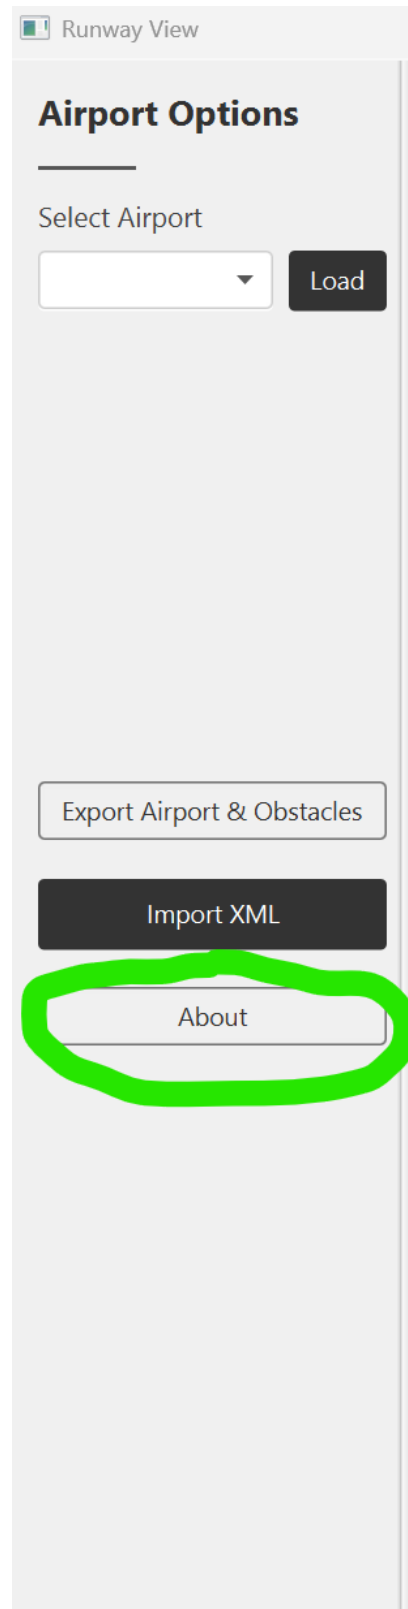 Runway View
Airport Options
Select Airport
Load
Export Airport & Obstacles
Import XML
About